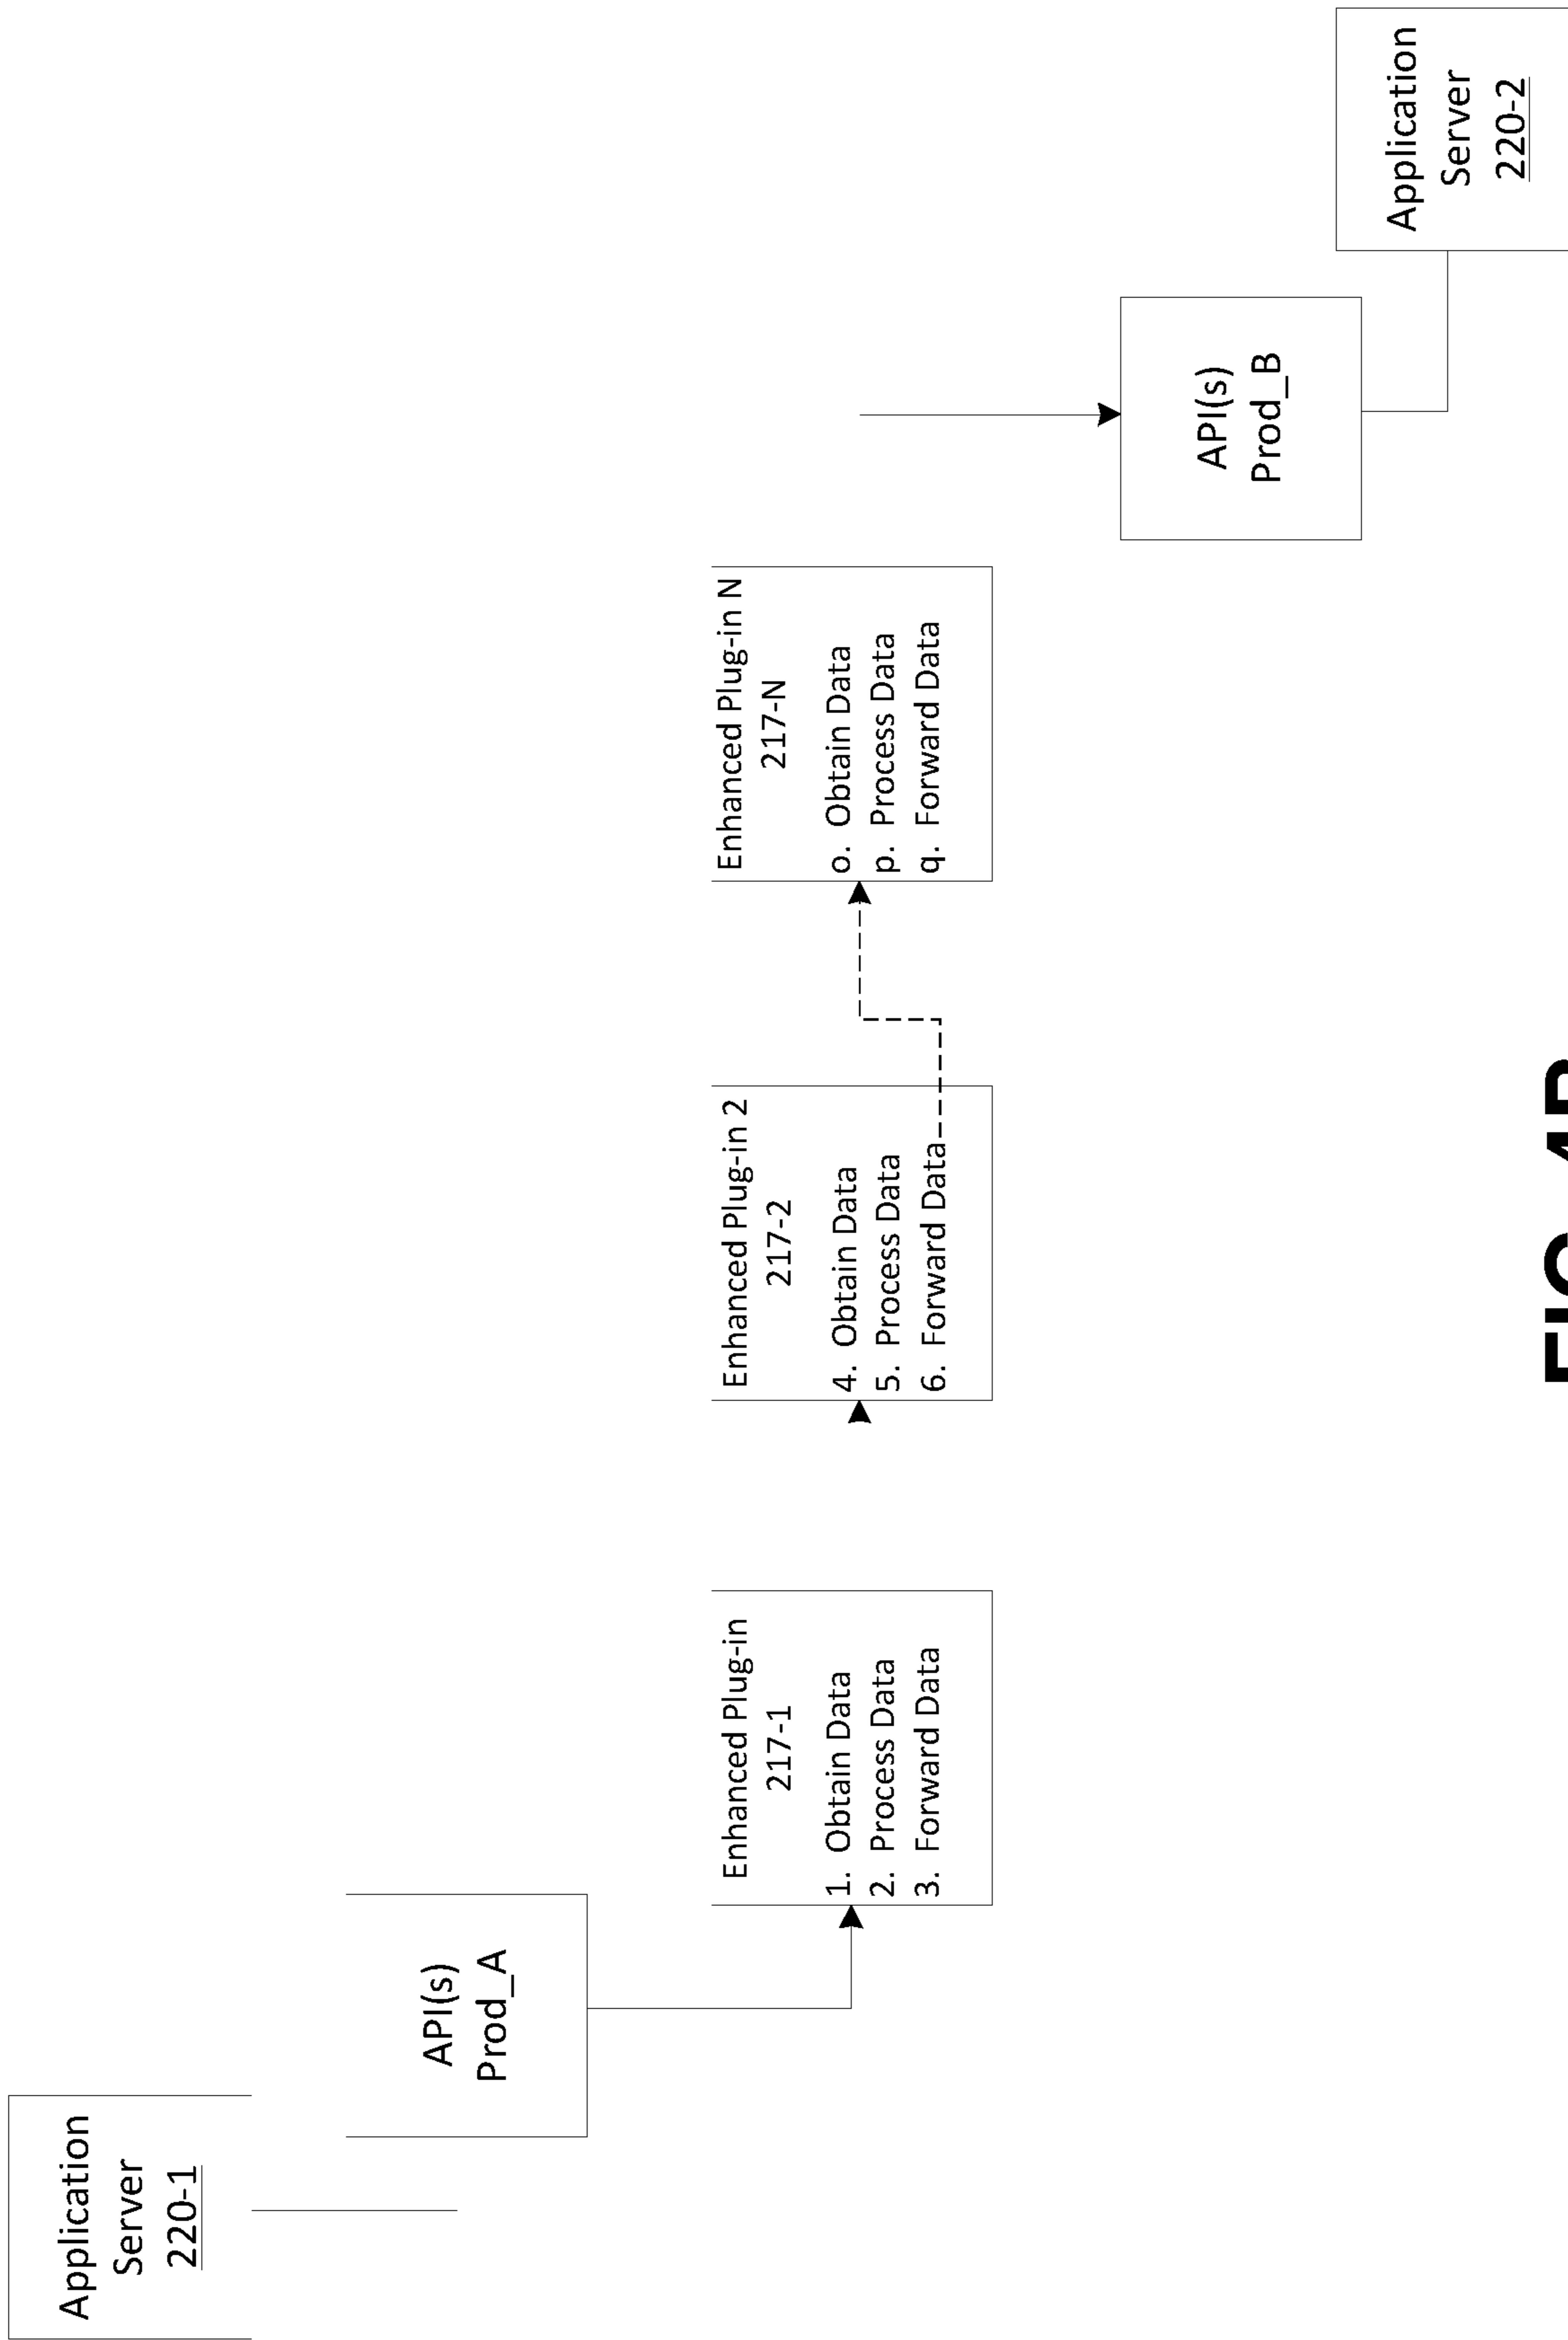 Application
Server
220-1
API(s)
Prod_A
Enhanced Plug-in
217-1
1. Obtain Data
2. Process Data
3. Forward Data
Enhanced Plug-in 2
217-2
4. Obtain Data
5. Process Data
6. Forward Data
Enhanced Plug-in N
217-N
o. Obtain Data
p. Process Data
q. Forward Data
API(s)
Prod_B
Application
Server
220-2